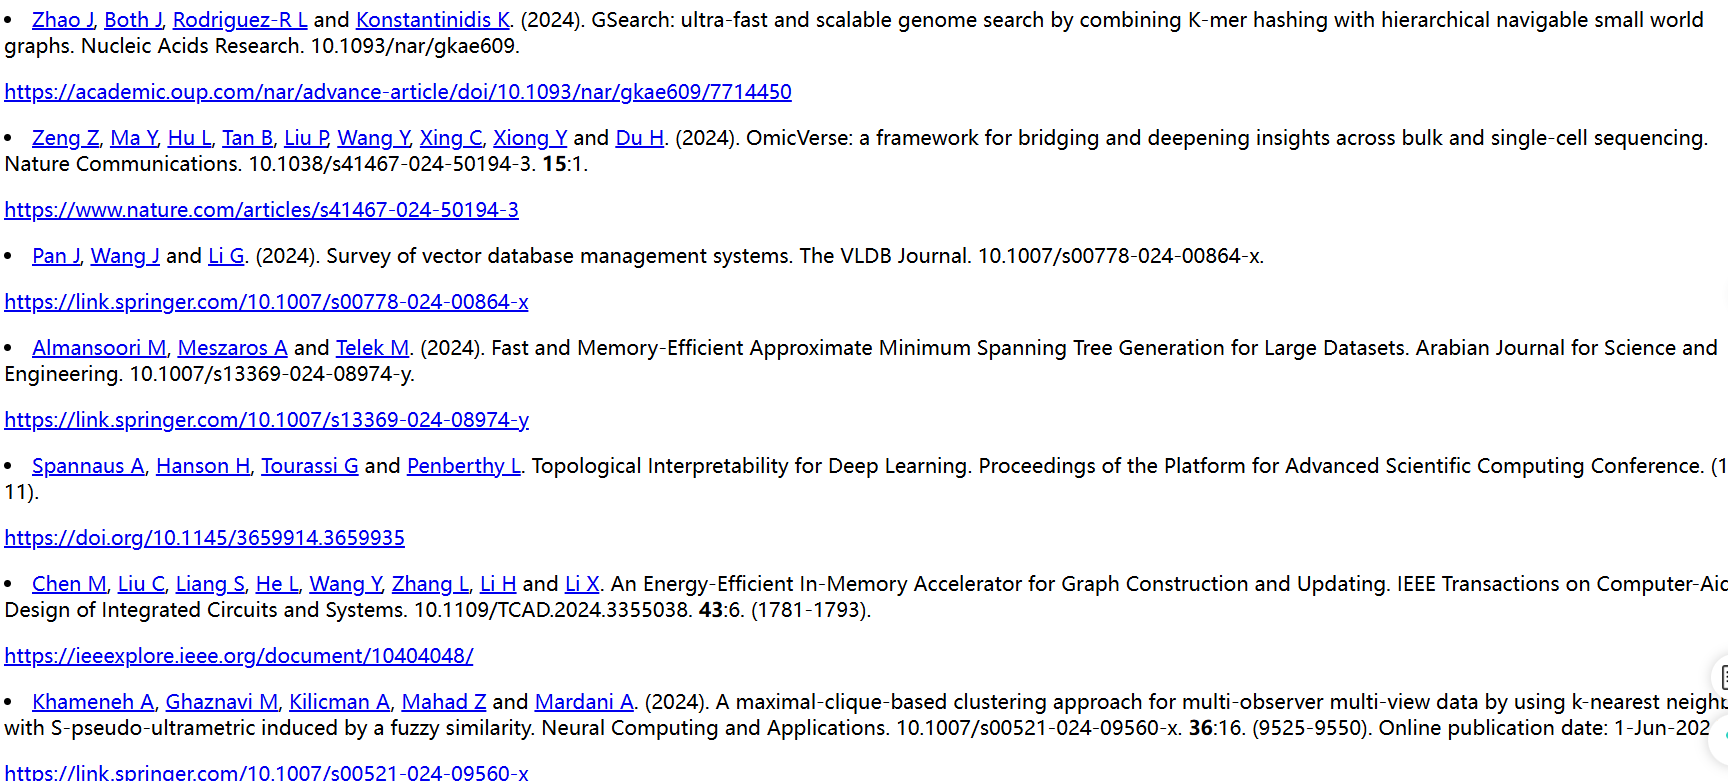 • Zhao J, Both J, Rodriguez-R L and Konstantinidis K. (2024). GSearch: ultra-fast and scalable genome search by combining K-mer hashing with hierarchical navigable small world
graphs. Nucleic Acids Research. 10.1093/nar/gkae609.
https://academic.oup.com/nar/advance-article/doi/10.1093/nar/gkae609/7714450
• Zeng Z, Ma Y, Hu L, Tan B, Liu P, Wang Y, Xing C, Xiong Y and Du H. (2024). OmicVerse: a framework for bridging and deepening insights across bulk and single-cell sequencing.
Nature Communications. 10.1038/s41467-024-50194-3. 15:1.
https://www.nature.com/articles/s41467-024-50194-3
• Pan J, Wang J and Li G. (2024). Survey of vector database management systems. The VLDB Journal. 10.1007/s00778-024-00864-x.
https://link.springer.com/10.1007/s00778-024-00864-x
• Almansoori M, Meszaros A and Telek M. (2024). Fast and Memory-Efficient Approximate Minimum Spanning Tree Generation for Large Datasets. Arabian Journal for Science and
Engineering. 10.1007/s13369-024-08974-y.
https://link.springer.com/10.1007/s13369-024-08974-y
• Spannaus A, Hanson H, Tourassi G and Penberthy L. Topological Interpretability for Deep Learning. Proceedings of the Platform for Advanced Scientific Computing Conference. (1
11).
https://doi.org/10.1145/3659914.3659935
• Chen M, Liu C, Liang S, He L, Wang Y, Zhang L, Li H and Li X. An Energy-Efficient In-Memory Accelerator for Graph Construction and Updating. IEEE Transactions on Computer-Aid
Design of Integrated Circuits and Systems. 10.1109/TCAD.2024.3355038. 43:6. (1781-1793).
https://ieeexplore.ieee.org/document/10404048/
• Khameneh A, Ghaznavi M, Kilicman A, Mahad Z and Mardani A. (2024). A maximal-clique-based clustering approach for multi-observer multi-view data by using k-nearest neighb
with S-pseudo-ultrametric induced by a fuzzy similarity. Neural Computing and Applications. 10.1007/s00521-024-09560-x. 36:16. (9525-9550). Online publication date: 1-Jun-202
https://link.springer.com/10.1007/s00521-024-09560-x